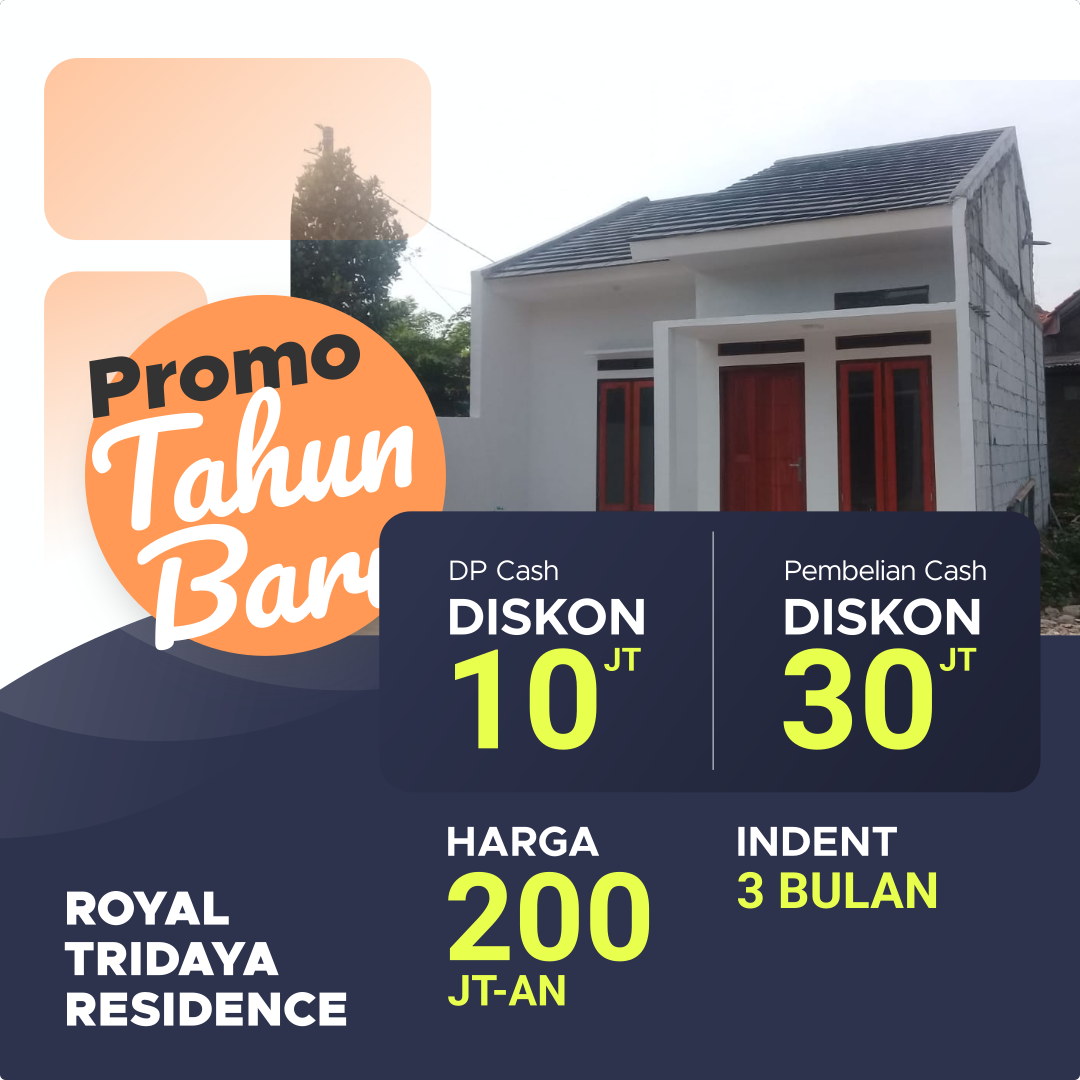 Promo
Tahun
Baru
DP Cash
DISKON
10 JT
Pembelian Cash
DISKON
30 JT
HARGA
200
JT-AN
INDENT
3 BULAN
ROYAL
TRIDAYA
RESIDENCE